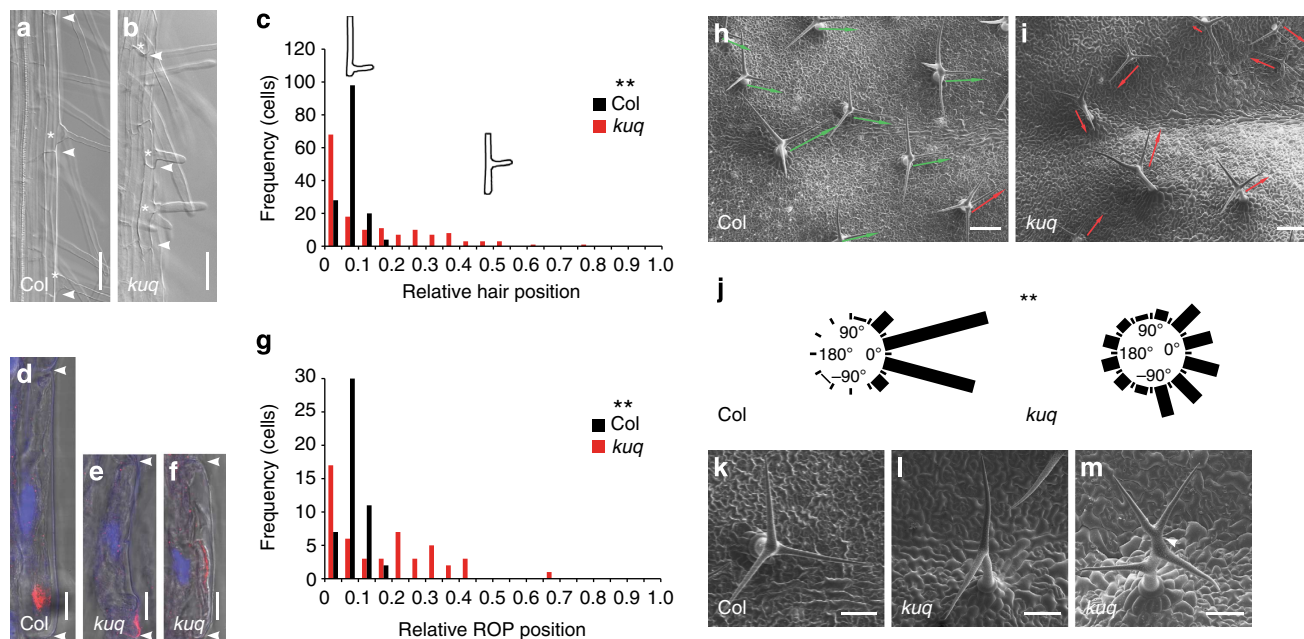 a
b
*
*
*
*
*
Col
kuq
c
Frequency (cells)
120
100
80
60
40
20
0
**
Col
kuq
0 0.1 0.2 0.3 0.4 0.5 0.6 0.7 0.8 0.9 1.0
Relative hair position
d
e
f
Col
kuq
kuq
g
Frequency (cells)
30
25
20
15
10
5
0
**
Col
kuq
0 0.1 0.2 0.3 0.4 0.5 0.6 0.7 0.8 0.9 1.0
Relative ROP position
h
i
Col
kuq
j
**
90°
180° 0°
–90°
Col
90°
180° 0°
–90°
kuq
k
l
m
Col
kuq
kuq